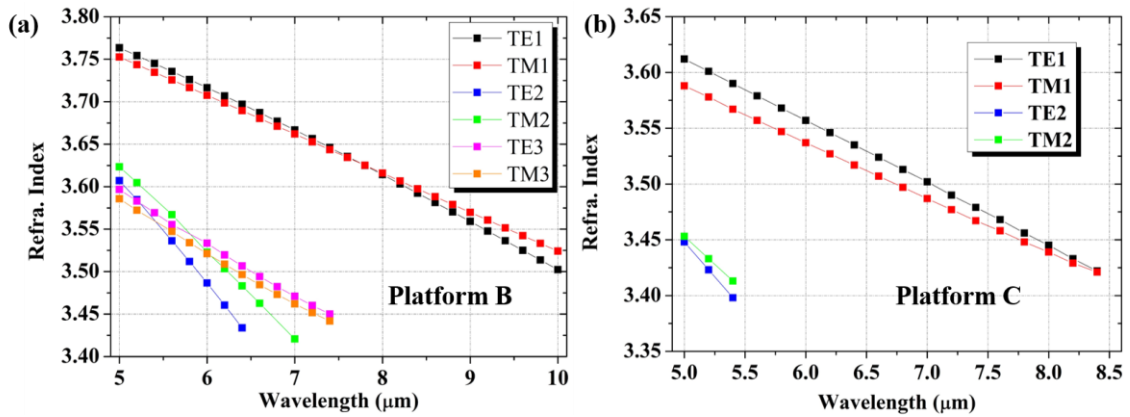 (a)
3.80
3.75
3.70
3.65
3.60
3.55
3.50
3.45
3.40
Refra. Index
TE1
TM1
TE2
TM2
TE3
TM3
Platform B
5 6 7 8 9 10
Wavelength (μm)
(b)
3.65
3.60
3.55
3.50
3.45
3.40
3.35
Refra. Index
TE1
TM1
TE2
TM2
Platform C
5.0 5.5 6.0 6.5 7.0 7.5 8.0 8.5
Wavelength (μm)